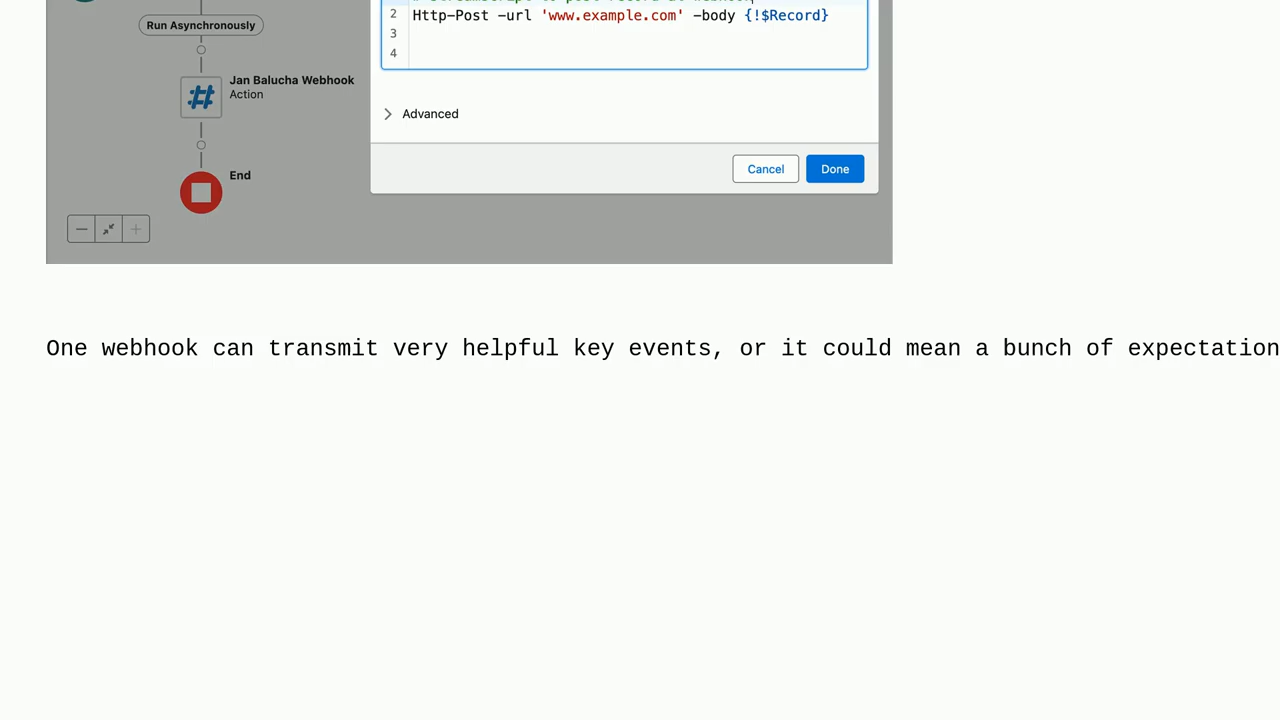 Run Asynchronously
Jan Balucha Webhook
Action
End
2 Http-Post -url 'www.example.com' -body {!$Record}
3
4
Advanced
Cancel Done
One webhook can transmit very helpful key events, or it could mean a bunch of expectation